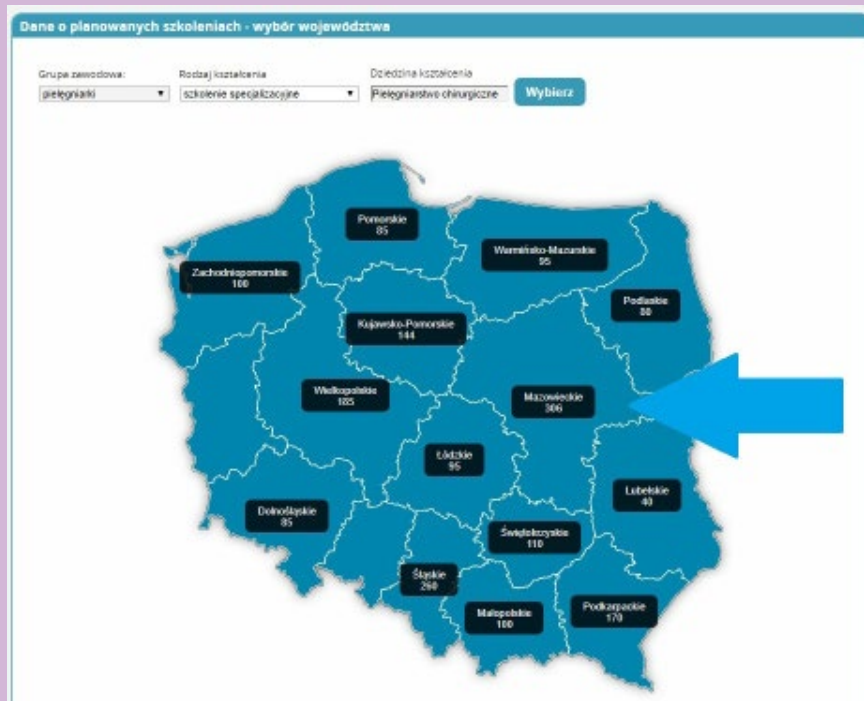 Dane o planowanych szkoleniach - wybór województwa
Grupa zawodowa:
Rodzaj kształcenia
Dziedzina kształcenia
pielęgniarki
szkolenie specjalizacyjne
Pielęgniarstwo chirurgiczne
Wybierz
Pomorskie
85
Warmińsko-Mazurskie
95
Zachodniopomorskie
100
Podlaskie
80
Kujawsko-Pomorskie
144
Wielkopolskie
185
Mazowieckie
306
Łódzkie
95
Lubelskie
40
Dolnośląskie
85
Świętokrzyskie
110
Śląskie
260
Małopolskie
100
Podkarpackie
170